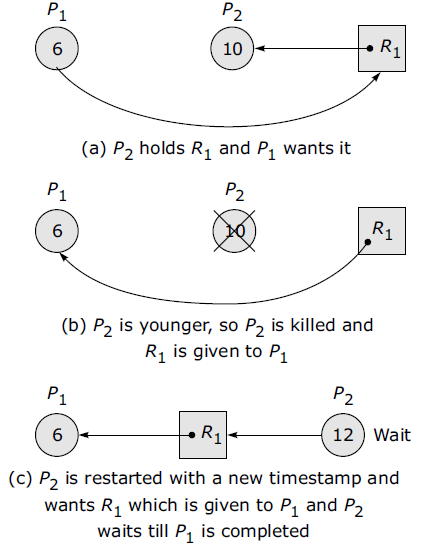 P1 P2
6 10 R1
(a) P2 holds R1 and P1 wants it
P1 P2
6 10 R1
(b) P2 is younger, so P2 is killed and
R1 is given to P1
P1 P2
6 R1 12 Wait
(c) P2 is restarted with a new timestamp and
wants R1 which is given to P1 and P2
waits till P1 is completed